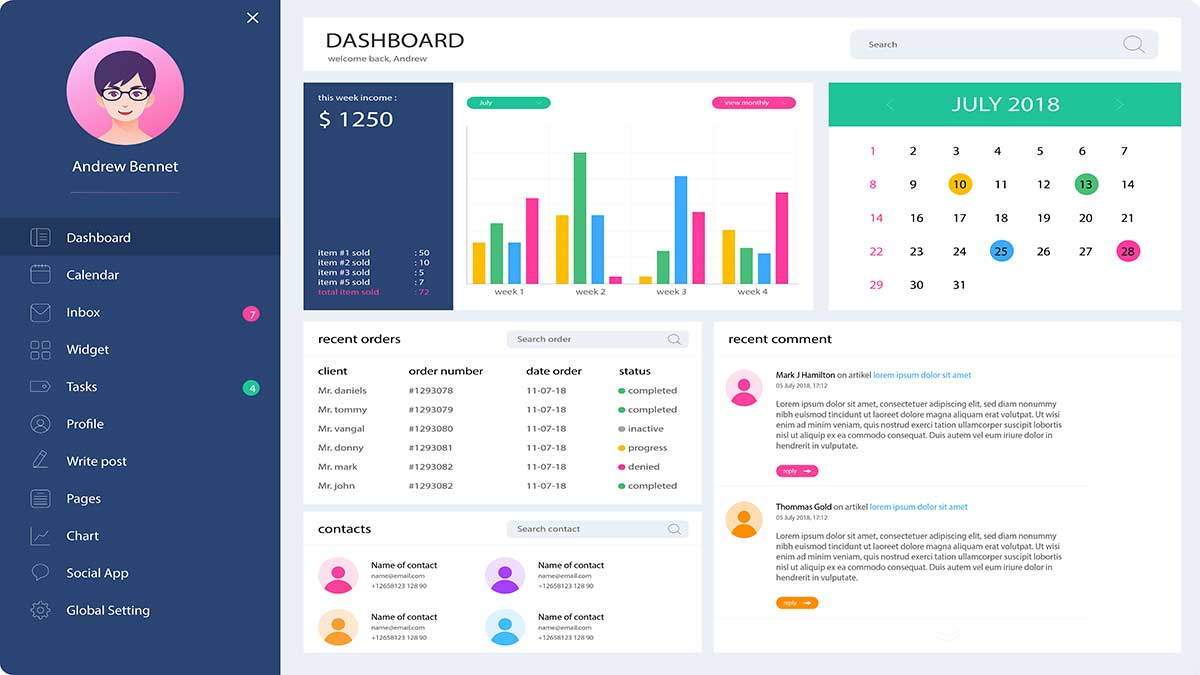 Andrew Bennet
Dashboard
Calendar
Inbox 7
Widget
Tasks 4
Profile
Write post
Pages
Chart
Social App
Global Setting
DASHBOARD
welcome back, Andrew
Search
this week income :
$ 1250
item #1 sold : 50
item #2 sold : 10
item #3 sold : 5
item #5 sold : 7
total item sold : 72
July
view monthly
week 1 week 2 week 3 week 4
JULY 2018
1 2 3 4 5 6 7
8 9 10 11 12 13 14
14 16 17 18 19 20 21
22 23 24 25 26 27 28
29 30 31
recent orders
Search order
client order number date order status
Mr. daniels #1293078 11-07-18 completed
Mr. tommy #1293079 11-07-18 completed
Mr. vangal #1293080 11-07-18 inactive
Mr. donny #1293081 11-07-18 progress
Mr. mark #1293082 11-07-18 denied
Mr. john #1293082 11-07-18 completed
contacts
Search contact
Name of contact
name@email.com
+12658123 128 90
Name of contact
name@email.com
+12658123 128 90
Name of contact
name@email.com
+12658123 128 90
Name of contact
name@email.com
+12658123 128 90
recent comment
Mark J Hamilton on artikel lorem ipsum dolor sit amet
05 July 2018, 17:12
Lorem ipsum dolor sit amet, consectetuer adipiscing elit, sed diam nonummy
nibh euismod tincidunt ut laoreet dolore magna aliquam erat volutpat. Ut wisi
enim ad minim veniam, quis nostrud exerci tation ullamcorper suscipit lobortis
nisl ut aliquip ex ea commodo consequat. Duis autem vel eum iriure dolor in
hendrerit in vulputate.
reply
Thommas Gold on artikel lorem ipsum dolor sit amet
05 July 2018, 17:12
Lorem ipsum dolor sit amet, consectetuer adipiscing elit, sed diam nonummy
nibh euismod tincidunt ut laoreet dolore magna aliquam erat volutpat. Ut wisi
enim ad minim veniam, quis nostrud exerci tation ullamcorper suscipit lobortis
nisl ut aliquip ex ea commodo consequat. Duis autem vel eum iriure dolor in
hendrerit in vulputate.
reply